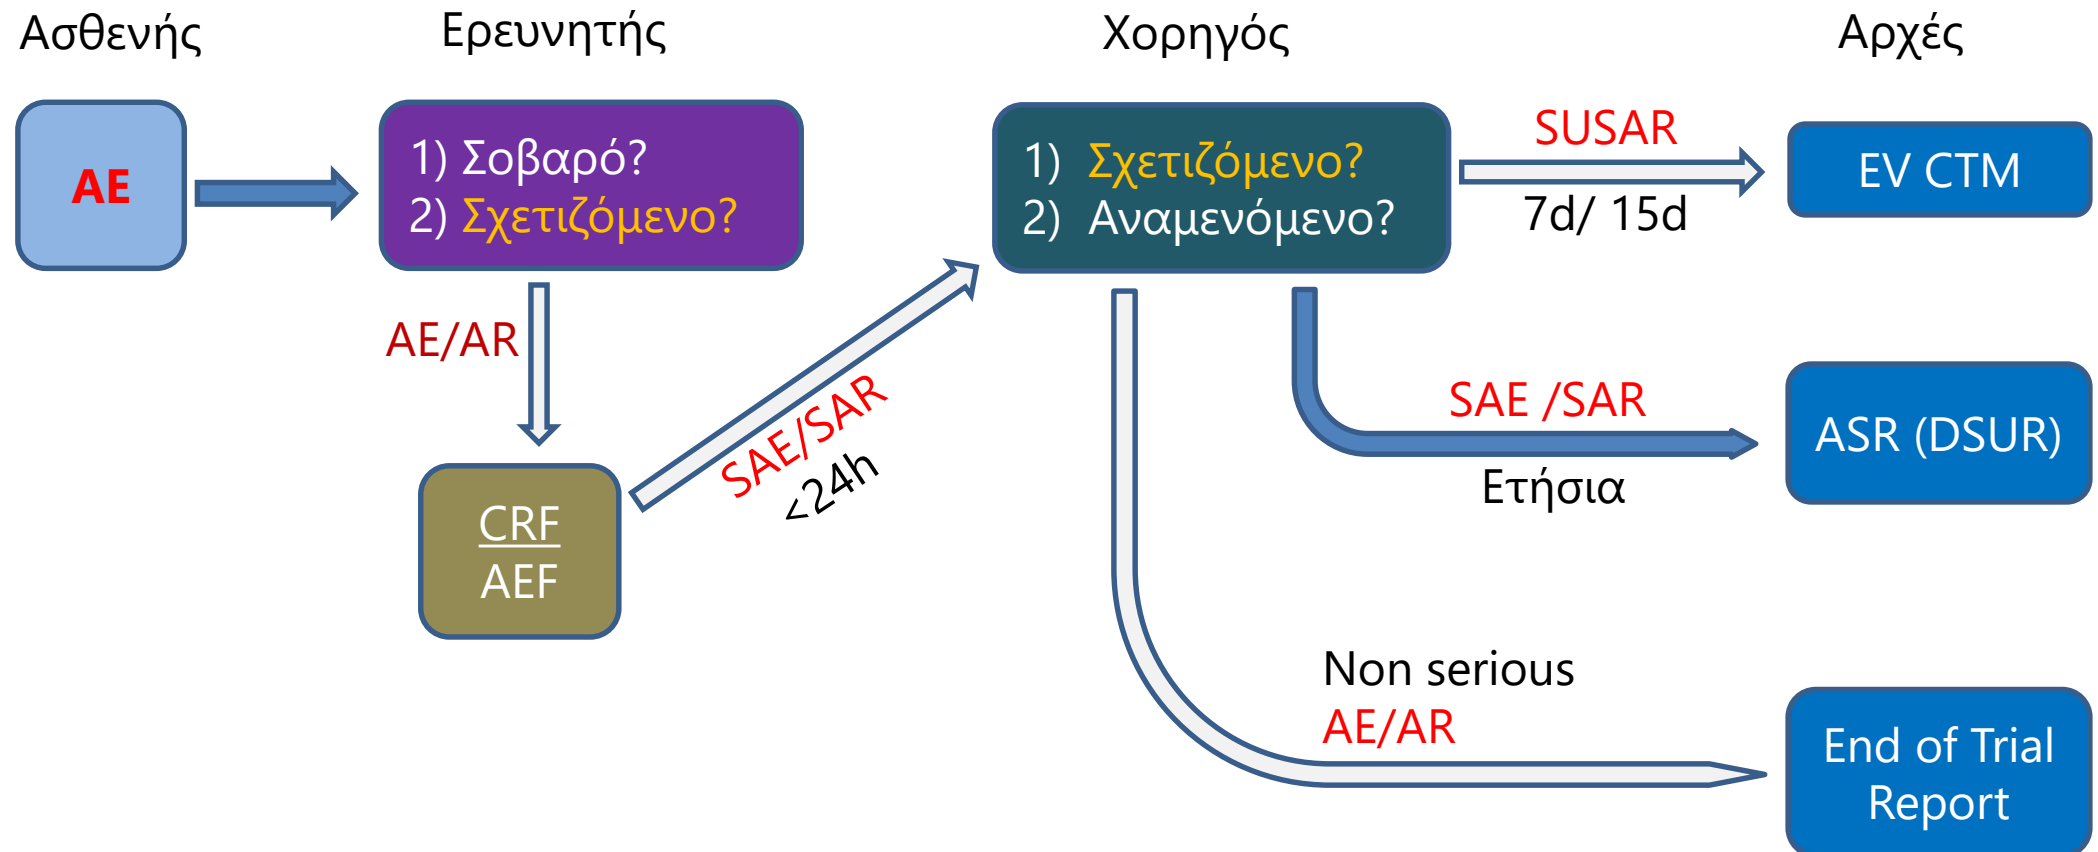 Ασθενής
Ερευνητής
Χορηγός
Αρχές
AE
1) Σοβαρό?
2) Σχετιζόμενο?
1) Σχετιζόμενο?
2) Αναμενόμενο?
SUSAR
7d/ 15d
EV CTM
AE/AR
SAE/SAR
<24h
CRF
AEF
SAE /SAR
Ετήσια
ASR (DSUR)
Non serious
AE/AR
End of Trial
Report